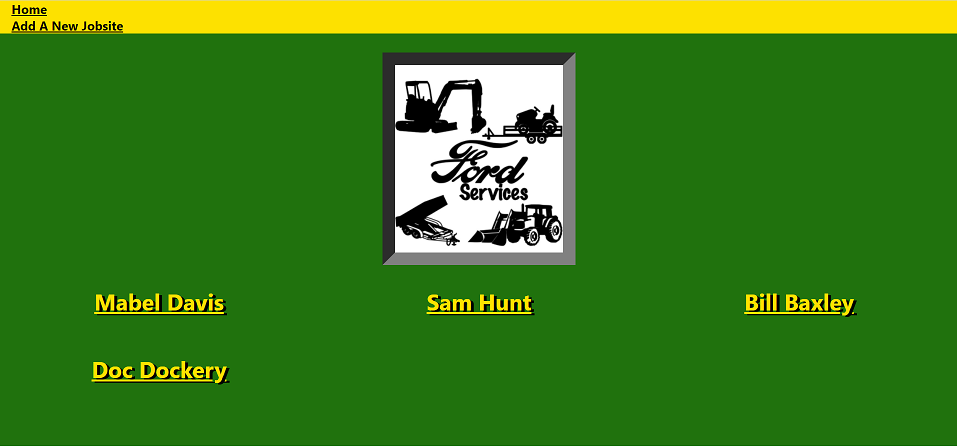 Home
Add A New Jobsite
Ford
Services
Mabel Davis
Sam Hunt
Bill Baxley
Doc Dockery